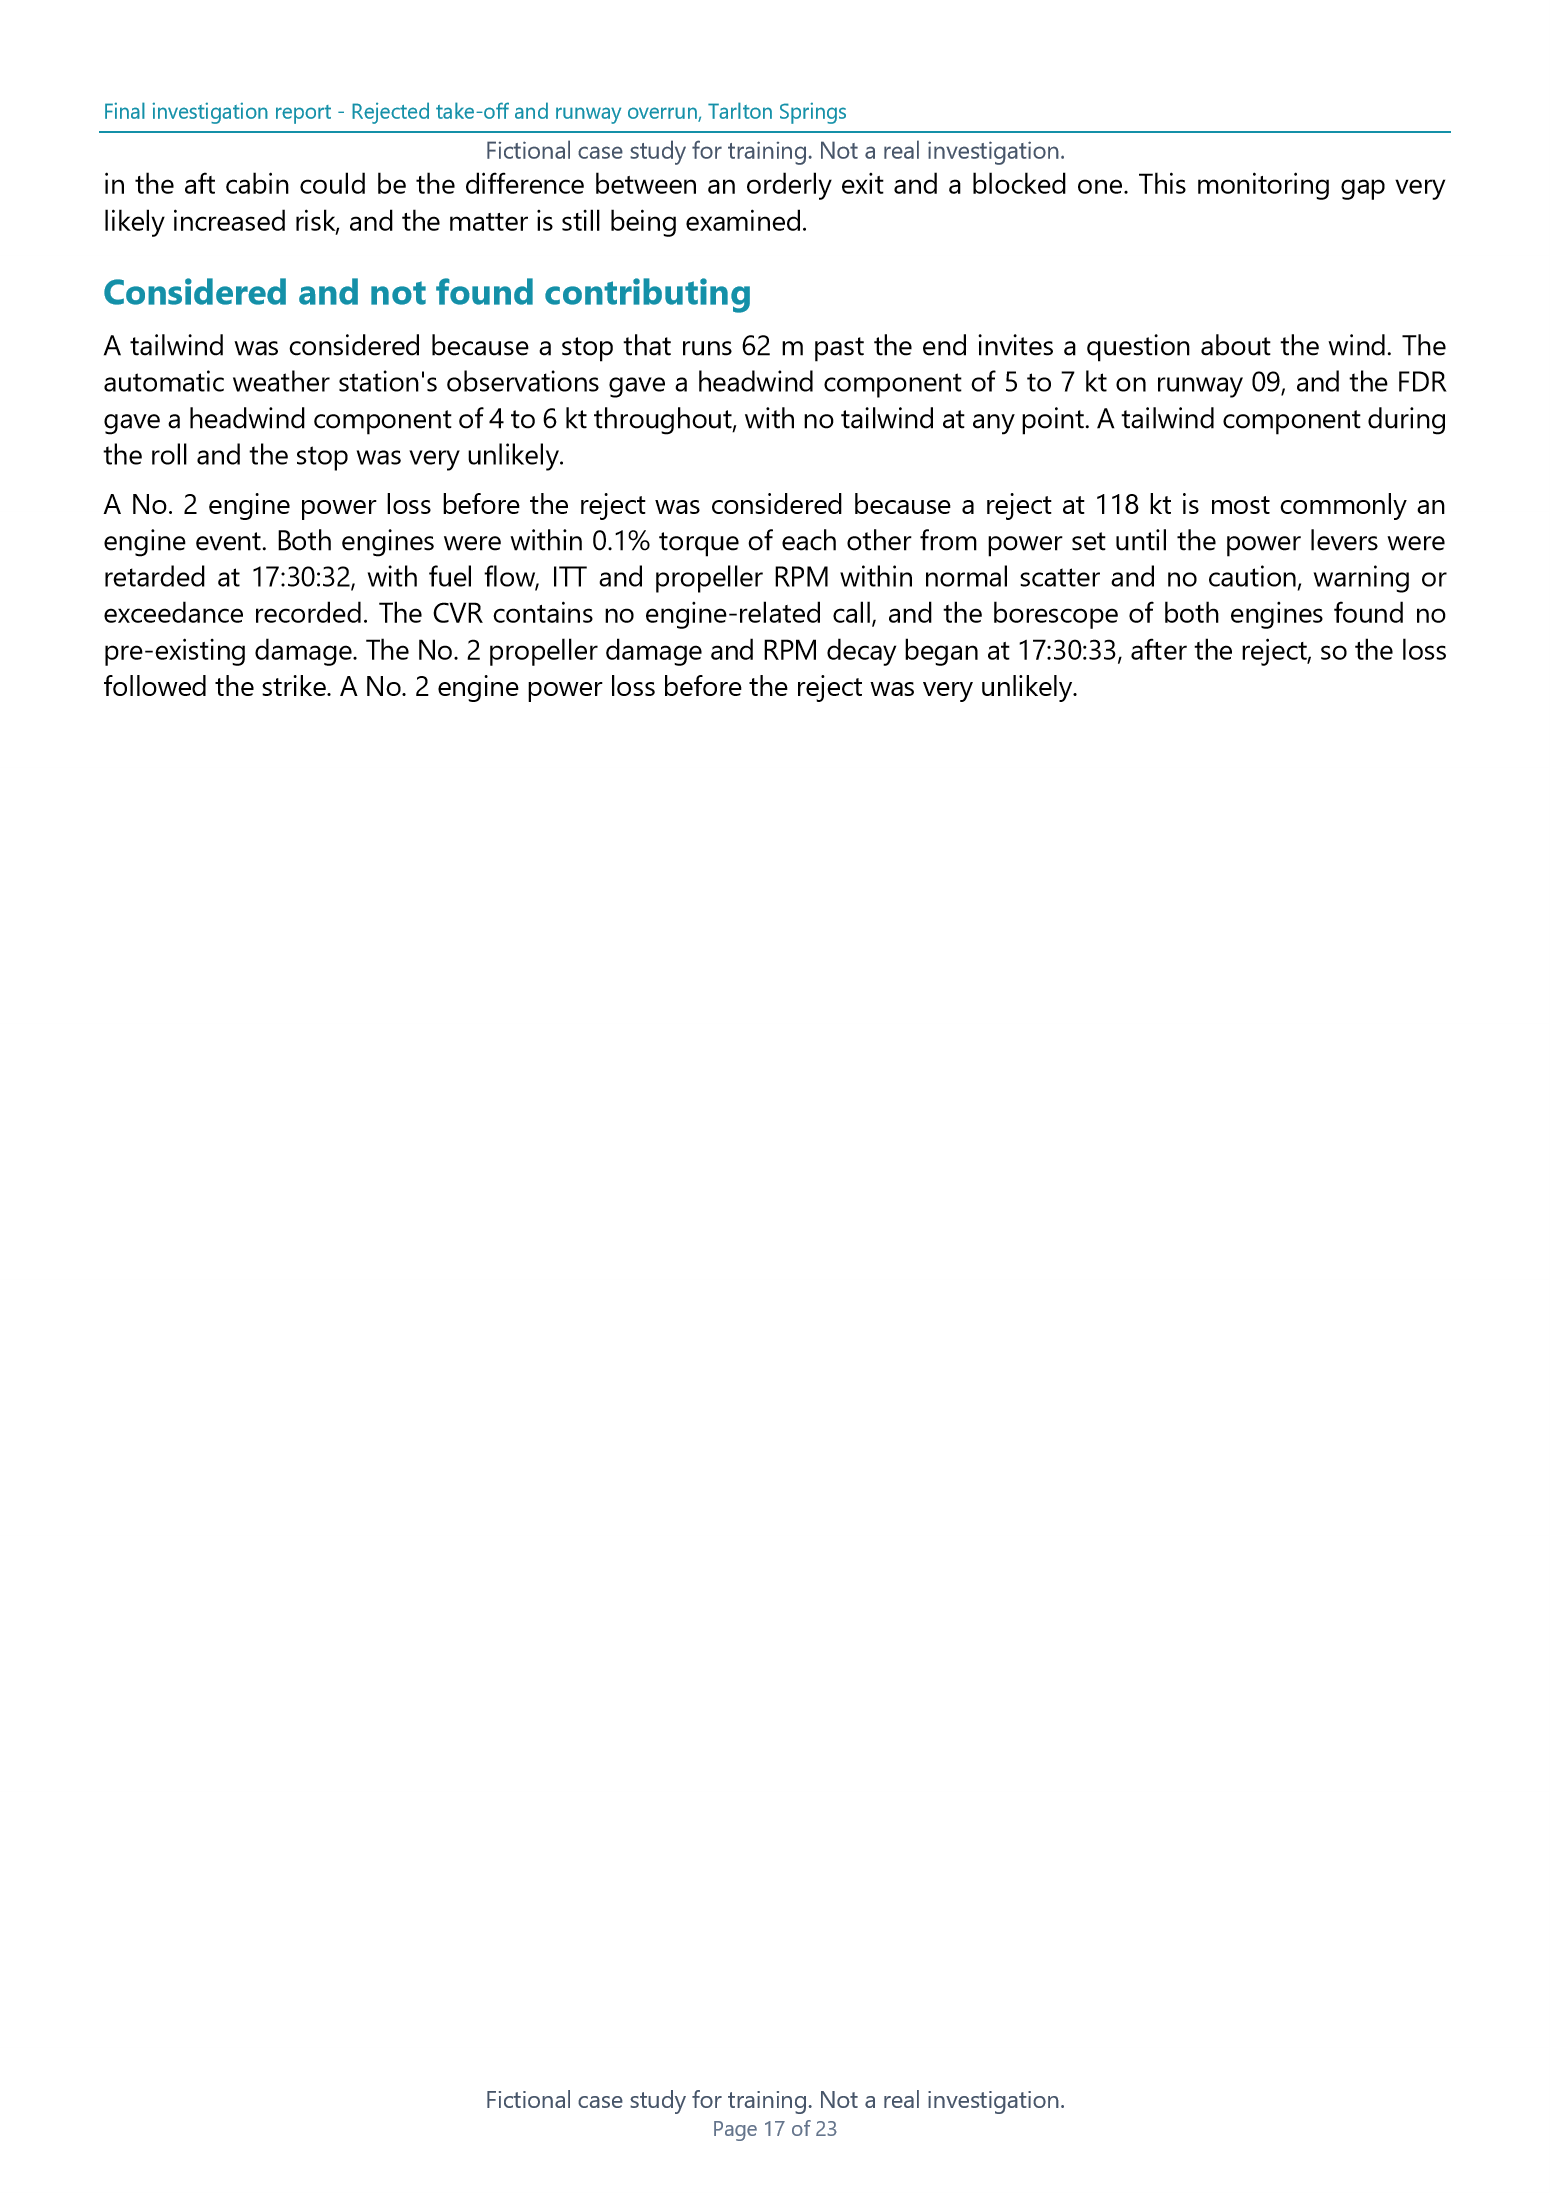 Final investigation report - Rejected take-off and runway overrun, Tarlton Springs
Fictional case study for training. Not a real investigation.
in the aft cabin could be the difference between an orderly exit and a blocked one. This monitoring gap very
likely increased risk, and the matter is still being examined.
Considered and not found contributing
A tailwind was considered because a stop that runs 62 m past the end invites a question about the wind. The
automatic weather station's observations gave a headwind component of 5 to 7 kt on runway 09, and the FDR
gave a headwind component of 4 to 6 kt throughout, with no tailwind at any point. A tailwind component during
the roll and the stop was very unlikely.
A No. 2 engine power loss before the reject was considered because a reject at 118 kt is most commonly an
engine event. Both engines were within 0.1% torque of each other from power set until the power levers were
retarded at 17:30:32, with fuel flow, ITT and propeller RPM within normal scatter and no caution, warning or
exceedance recorded. The CVR contains no engine-related call, and the borescope of both engines found no
pre-existing damage. The No. 2 propeller damage and RPM decay began at 17:30:33, after the reject, so the loss
followed the strike. A No. 2 engine power loss before the reject was very unlikely.
Fictional case study for training. Not a real investigation.
Page 17 of 23